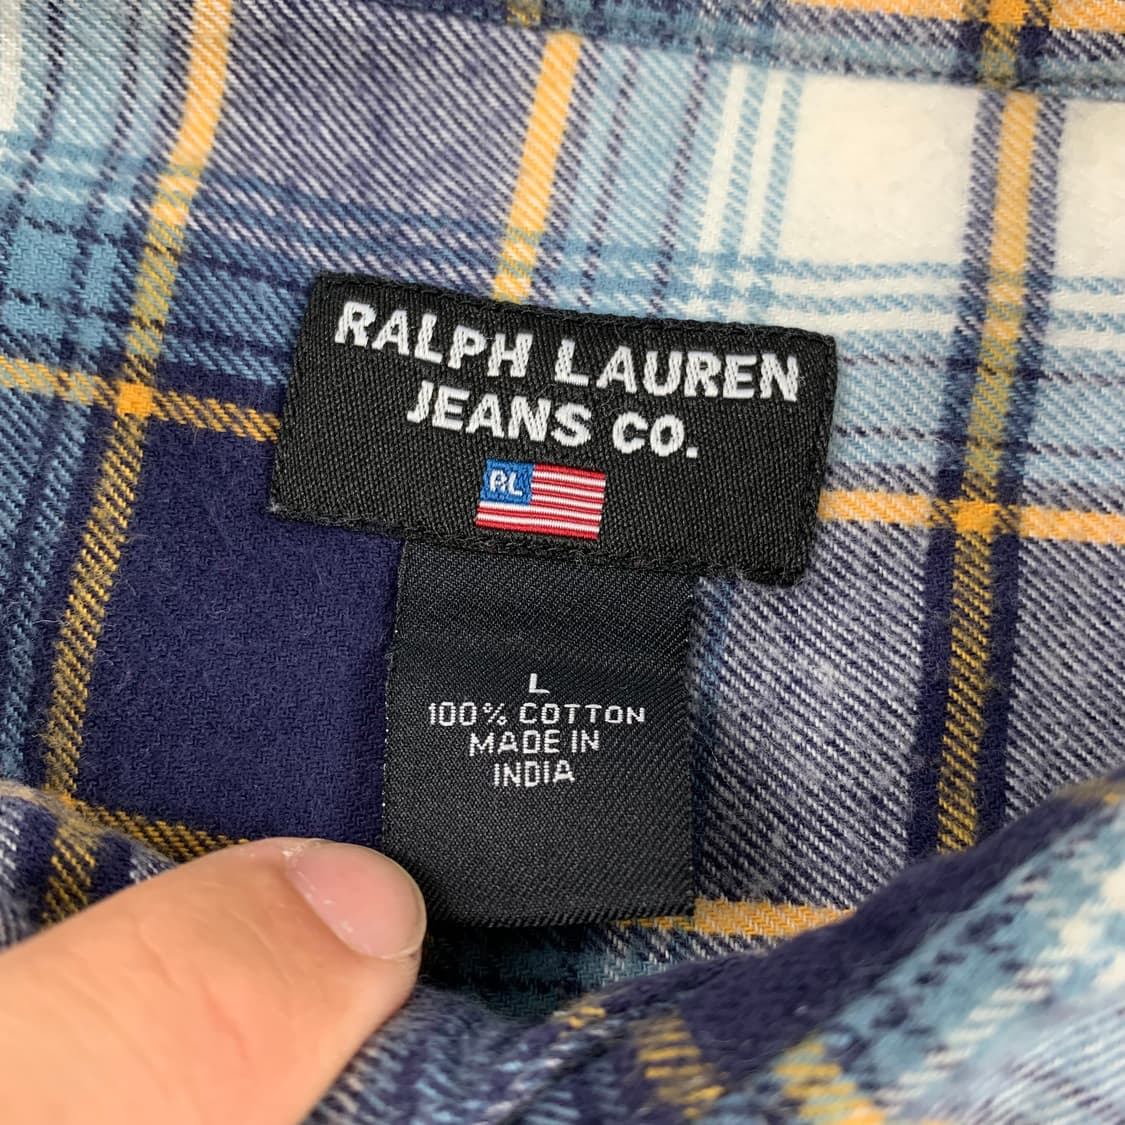 RALPH LAUREN
JEANS CO.
RL
L
100% COTTON
MADE IN
INDIA